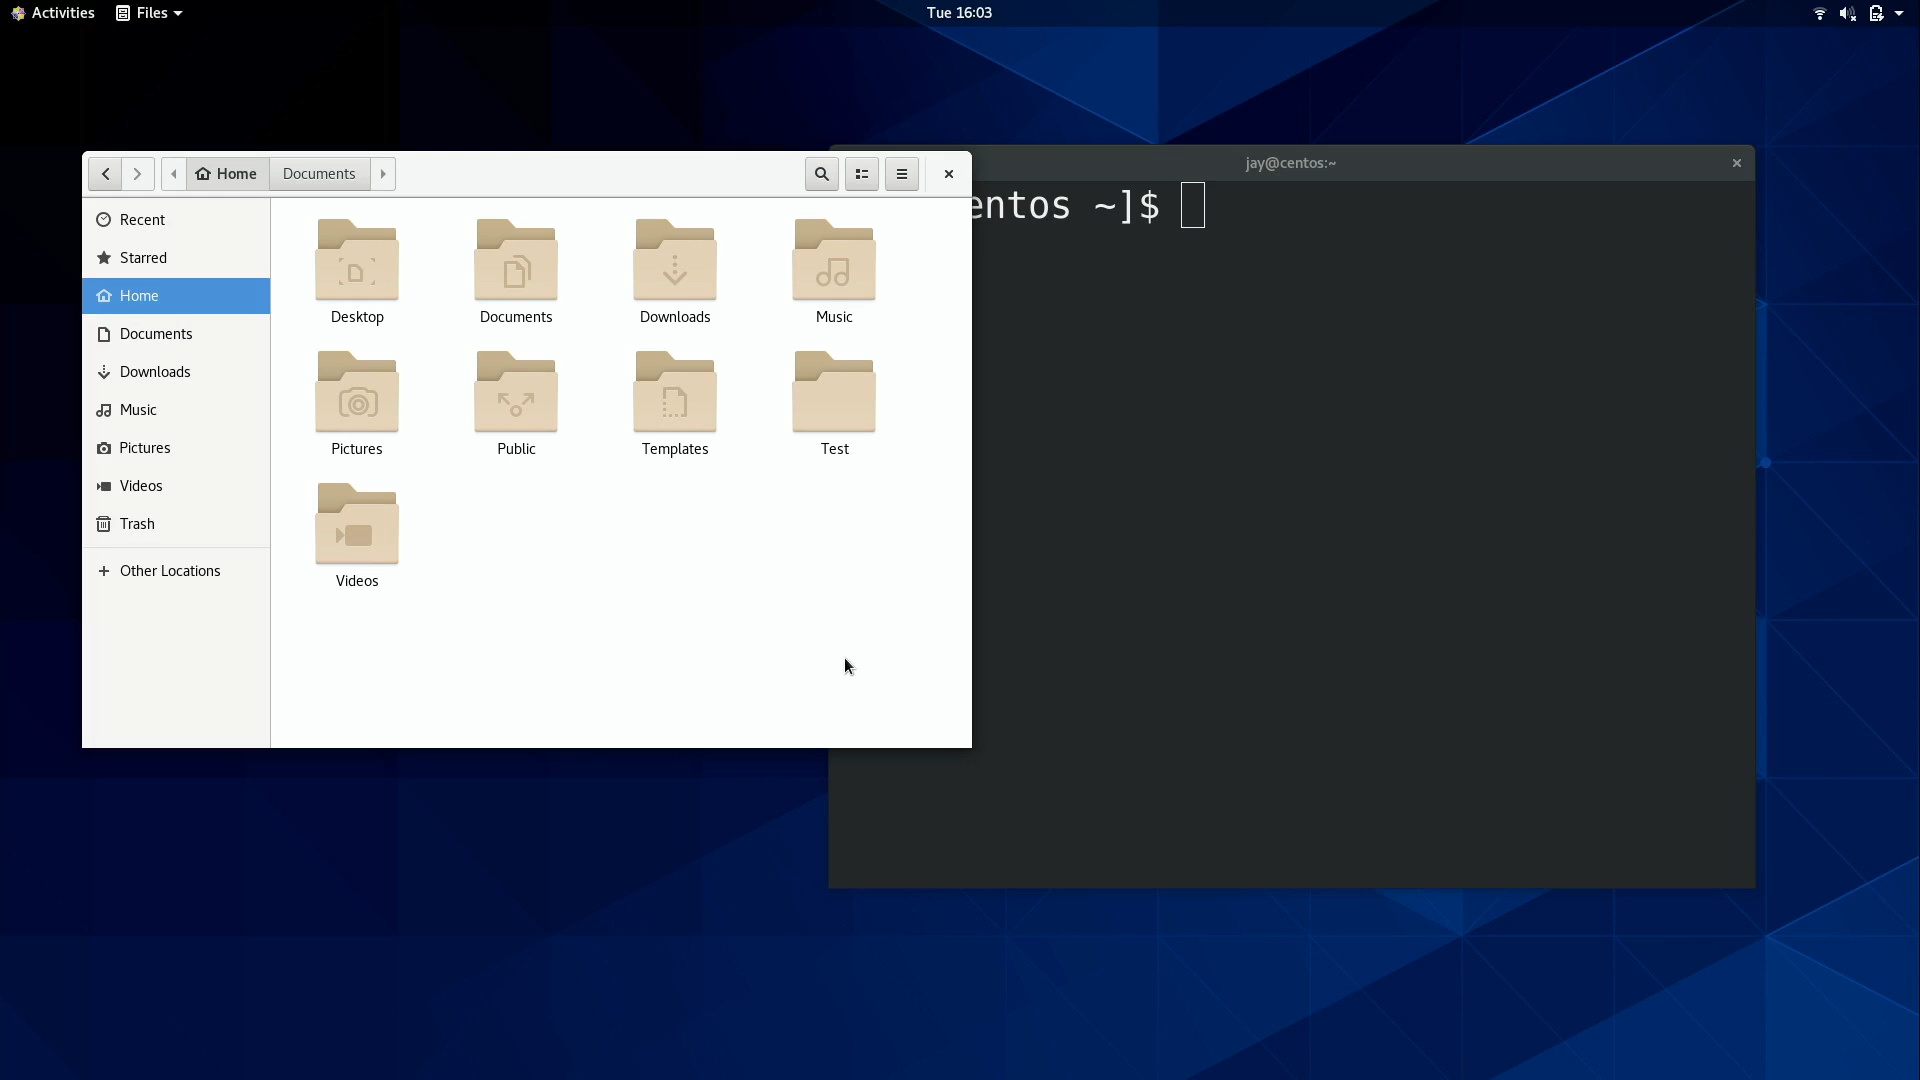 Activities Files Tue 16:03
Home Documents
jay@centos:~
entos ~]$
Recent
Starred
Home
Documents
Downloads
Music
Pictures
Videos
Trash
Other Locations
Desktop Documents Downloads Music
Pictures Public Templates Test
Videos